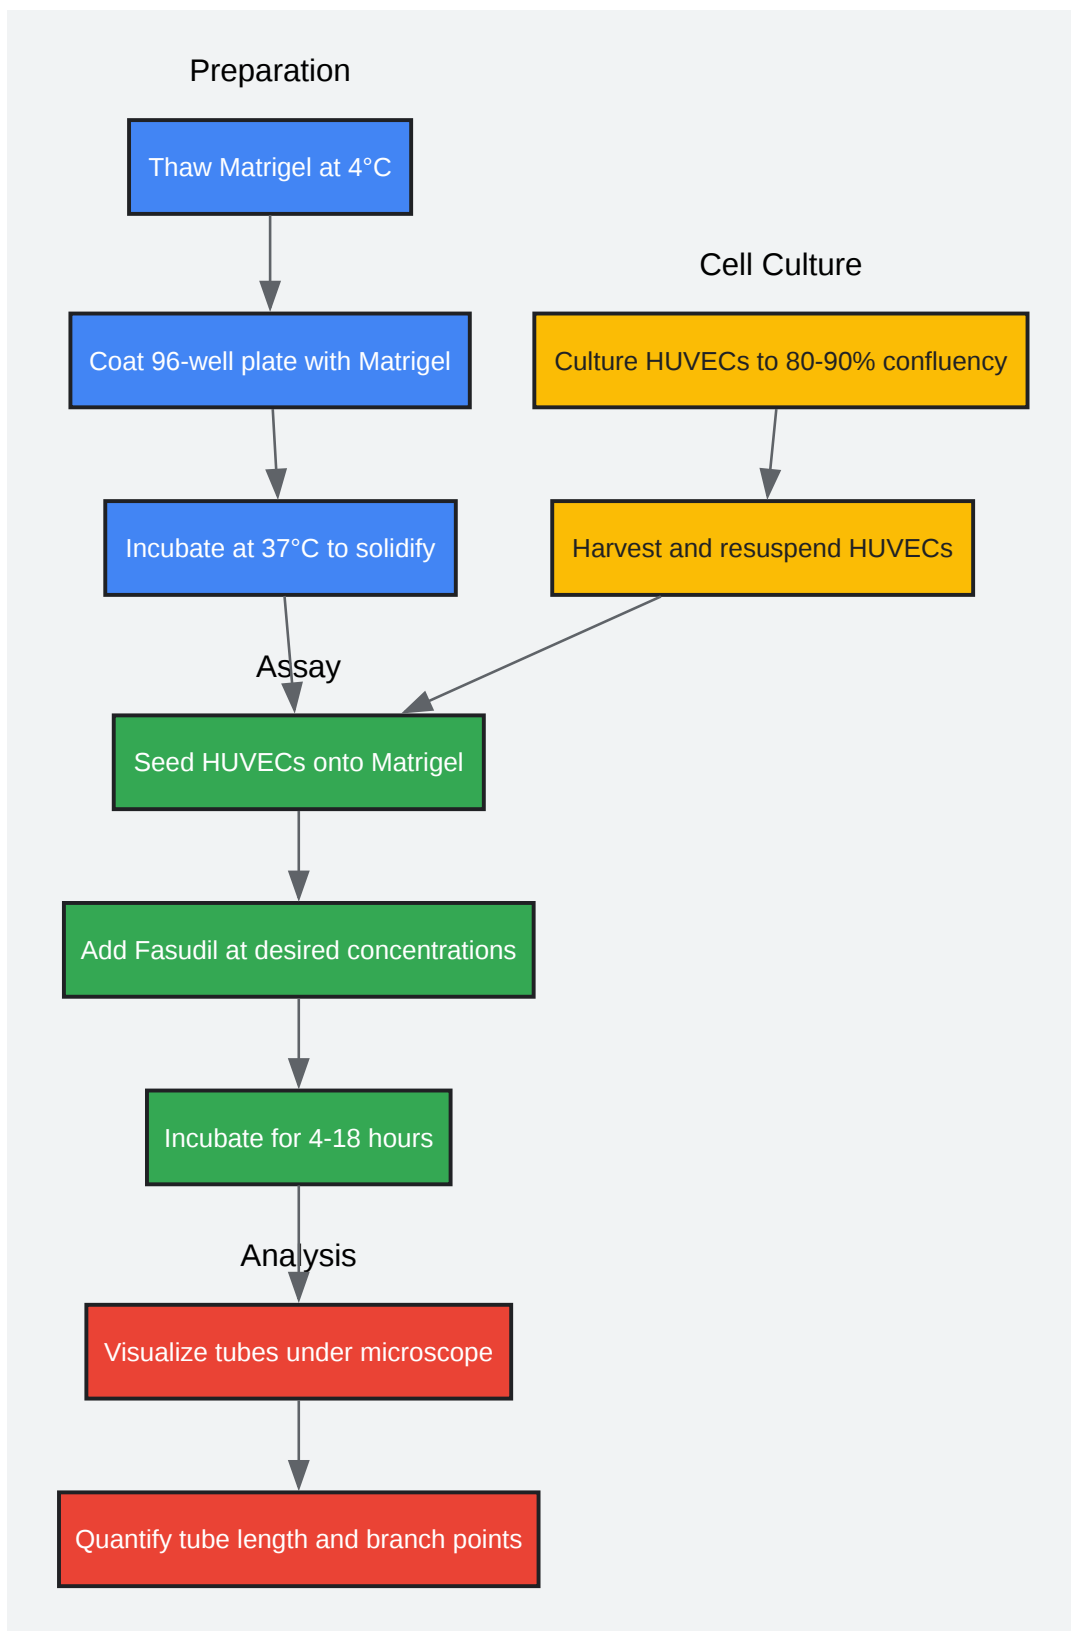 Preparation
Thaw Matrigel at 4°C
Cell Culture
Coat 96-well plate with Matrigel
Culture HUVECs to 80-90% confluency
Incubate at 37°C to solidify
Harvest and resuspend HUVECs
Assay
Seed HUVECs onto Matrigel
Add Fasudil at desired concentrations
Incubate for 4-18 hours
Analysis
Visualize tubes under microscope
Quantify tube length and branch points